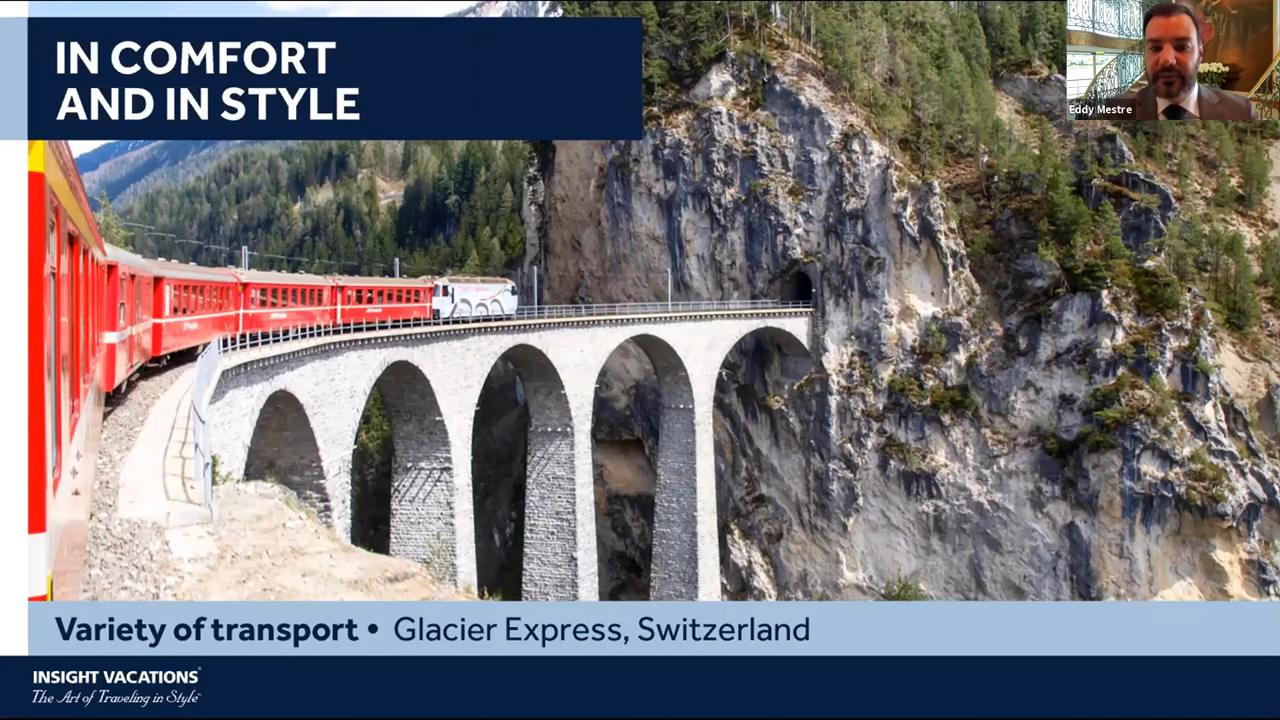 IN COMFORT
AND IN STYLE
Eddy Mestre
Variety of transport • Glacier Express, Switzerland
INSIGHT VACATIONS®
The Art of Traveling in Style™